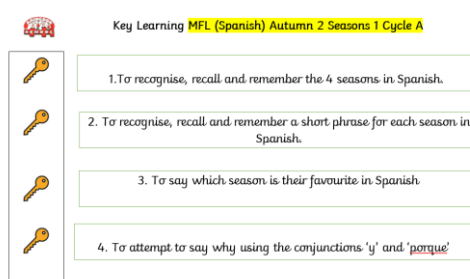 Key Learning MFL (Spanish) Autumn 2 Seasons 1 Cycle A
1.To recognise, recall and remember the 4 seasons in Spanish.
2. To recognise, recall and remember a short phrase for each season in
Spanish.
3. To say which season is their favourite in Spanish
4. To attempt to say why using the conjunctions 'y' and 'porque'